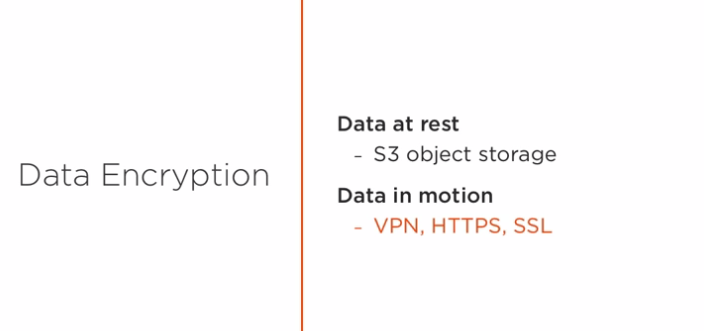 Data Encryption
Data at rest
- S3 object storage
Data in motion
- VPN, HTTPS, SSL